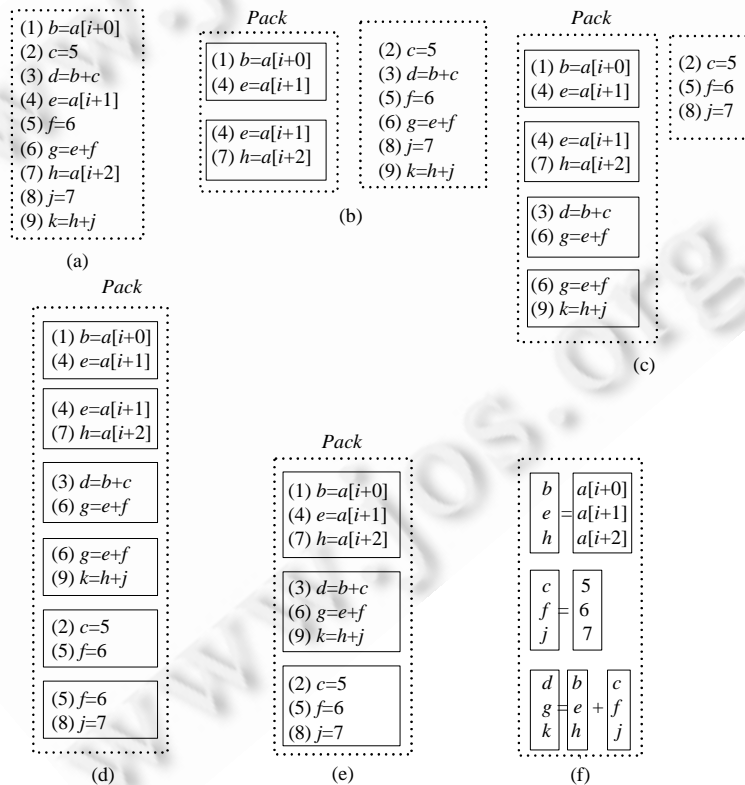 (1) b=a[i+0]
(2) c=5
(3) d=b+c
(4) e=a[i+1]
(5) f=6
(6) g=e+f
(7) h=a[i+2]
(8) j=7
(9) k=h+j
(a)
Pack
(1) b=a[i+0]
(4) e=a[i+1]
(4) e=a[i+1]
(7) h=a[i+2]
(2) c=5
(3) d=b+c
(5) f=6
(6) g=e+f
(8) j=7
(9) k=h+j
(b)
Pack
(1) b=a[i+0]
(4) e=a[i+1]
(4) e=a[i+1]
(7) h=a[i+2]
(3) d=b+c
(6) g=e+f
(6) g=e+f
(9) k=h+j
(2) c=5
(5) f=6
(8) j=7
(c)
Pack
(1) b=a[i+0]
(4) e=a[i+1]
(4) e=a[i+1]
(7) h=a[i+2]
(3) d=b+c
(6) g=e+f
(6) g=e+f
(9) k=h+j
(2) c=5
(5) f=6
(5) f=6
(8) j=7
(d)
Pack
(1) b=a[i+0]
(4) e=a[i+1]
(7) h=a[i+2]
(3) d=b+c
(6) g=e+f
(9) k=h+j
(2) c=5
(5) f=6
(8) j=7
(e)
b a[i+0]
e = a[i+1]
h a[i+2]
c 5
f = 6
j 7
d b c
g = e + f
k h j
(f)
www.jos.org